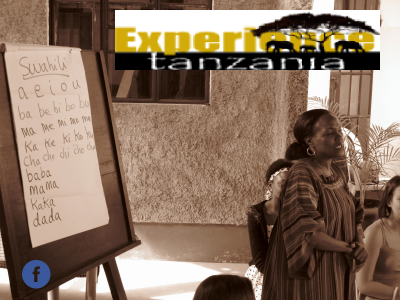 Experience
tanzania
Swahili
a e i o u
ba be bi bo bu
ma me mi mo mu
Ka ke ki ko ku
Cha che chi cho chu
baba
mama
Kaka
dada
f